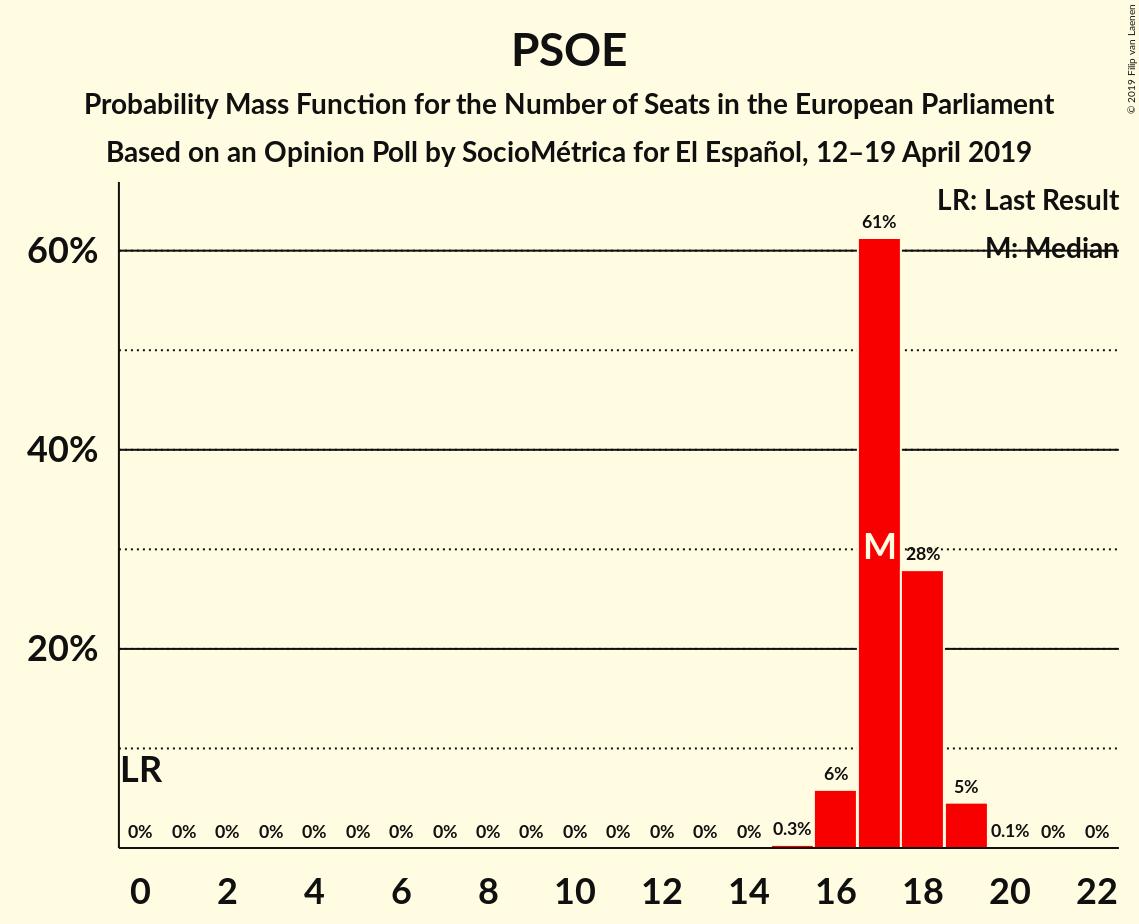 PSOE
Probability Mass Function for the Number of Seats in the European Parliament
Based on an Opinion Poll by SocioMétrica for El Español, 12–19 April 2019
© 2019 Filip van Laenen
LR: Last Result
M: Median
60%
40%
20%
61%
M
28%
LR
6%
5%
0% 0% 0% 0% 0% 0% 0% 0% 0% 0% 0% 0% 0% 0% 0% 0.3% 0.1% 0% 0%
0 2 4 6 8 10 12 14 16 18 20 22